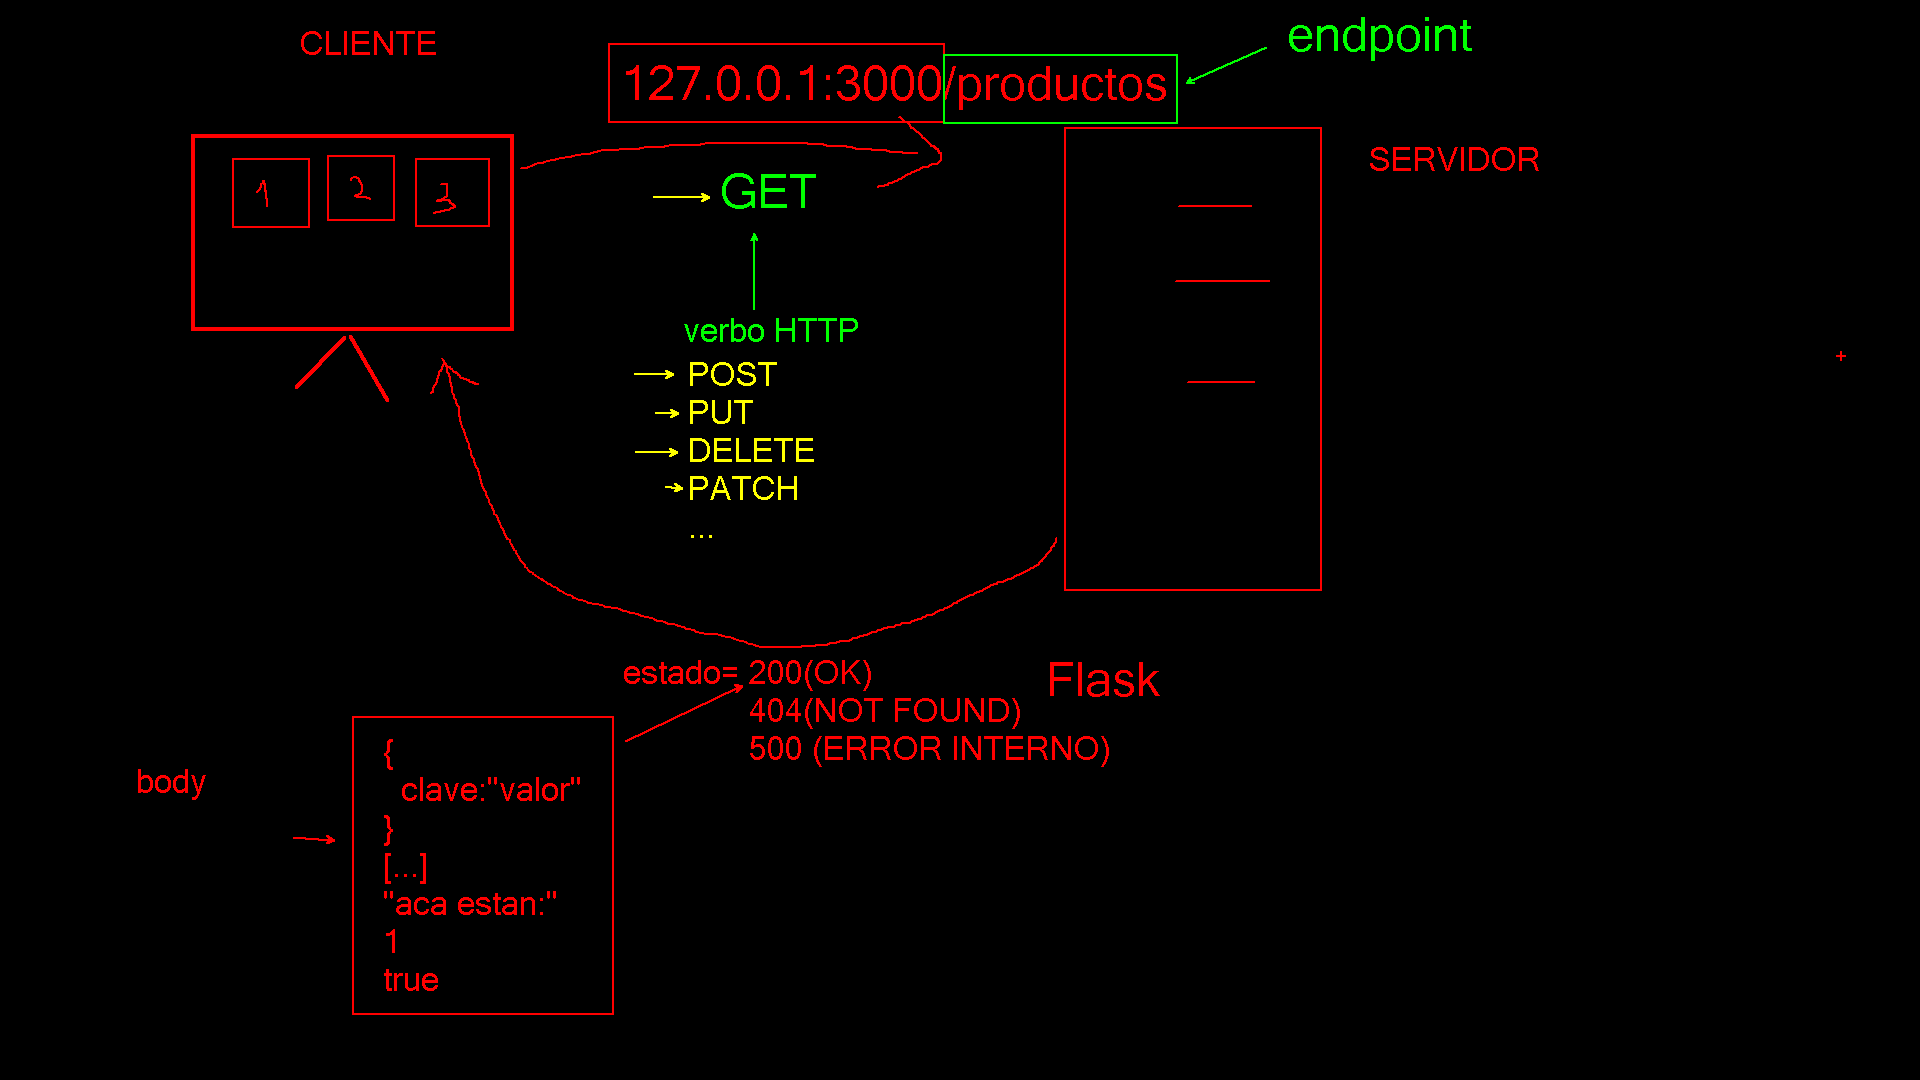 CLIENTE
endpoint
127.0.0.1:3000/productos
SERVIDOR
1 2 3
GET
verbo HTTP
POST
PUT
DELETE
PATCH
...
estado= 200(OK)
404(NOT FOUND)
500 (ERROR INTERNO)
Flask
body
{
clave:"valor"
}
[...]
"aca estan:"
1
true